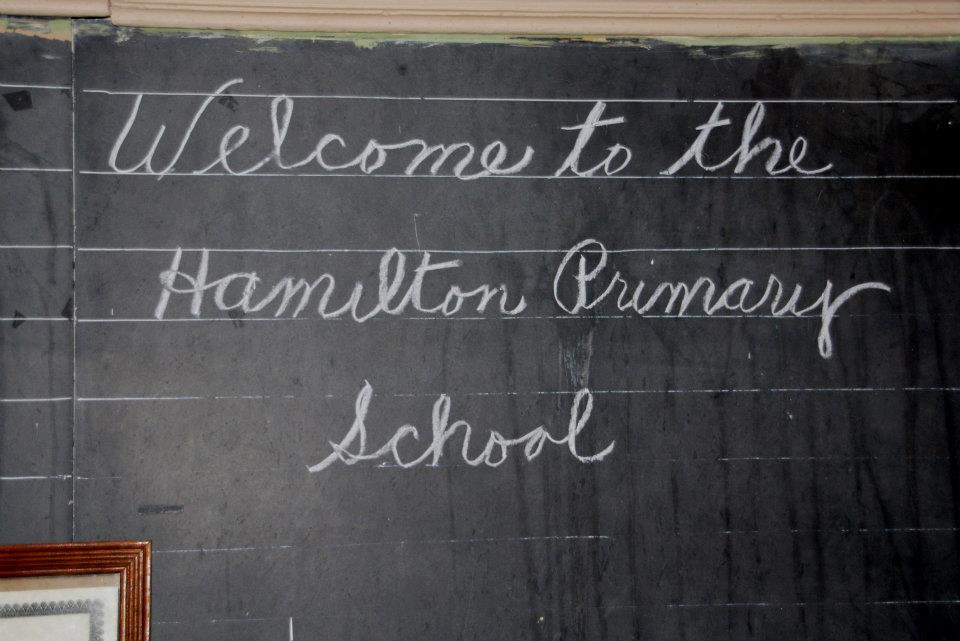 Welcome to the
Hamilton Primary
School